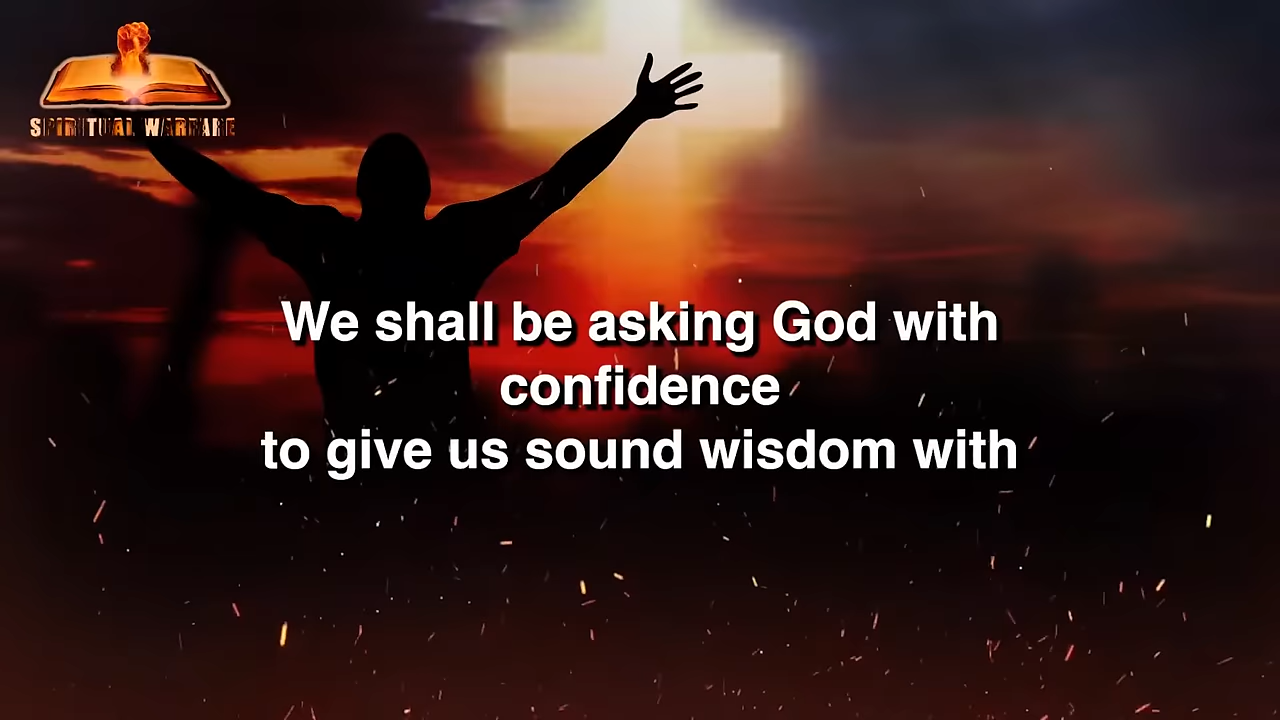 SPIRITUAL WARFARE
We shall be asking God with
confidence
to give us sound wisdom with